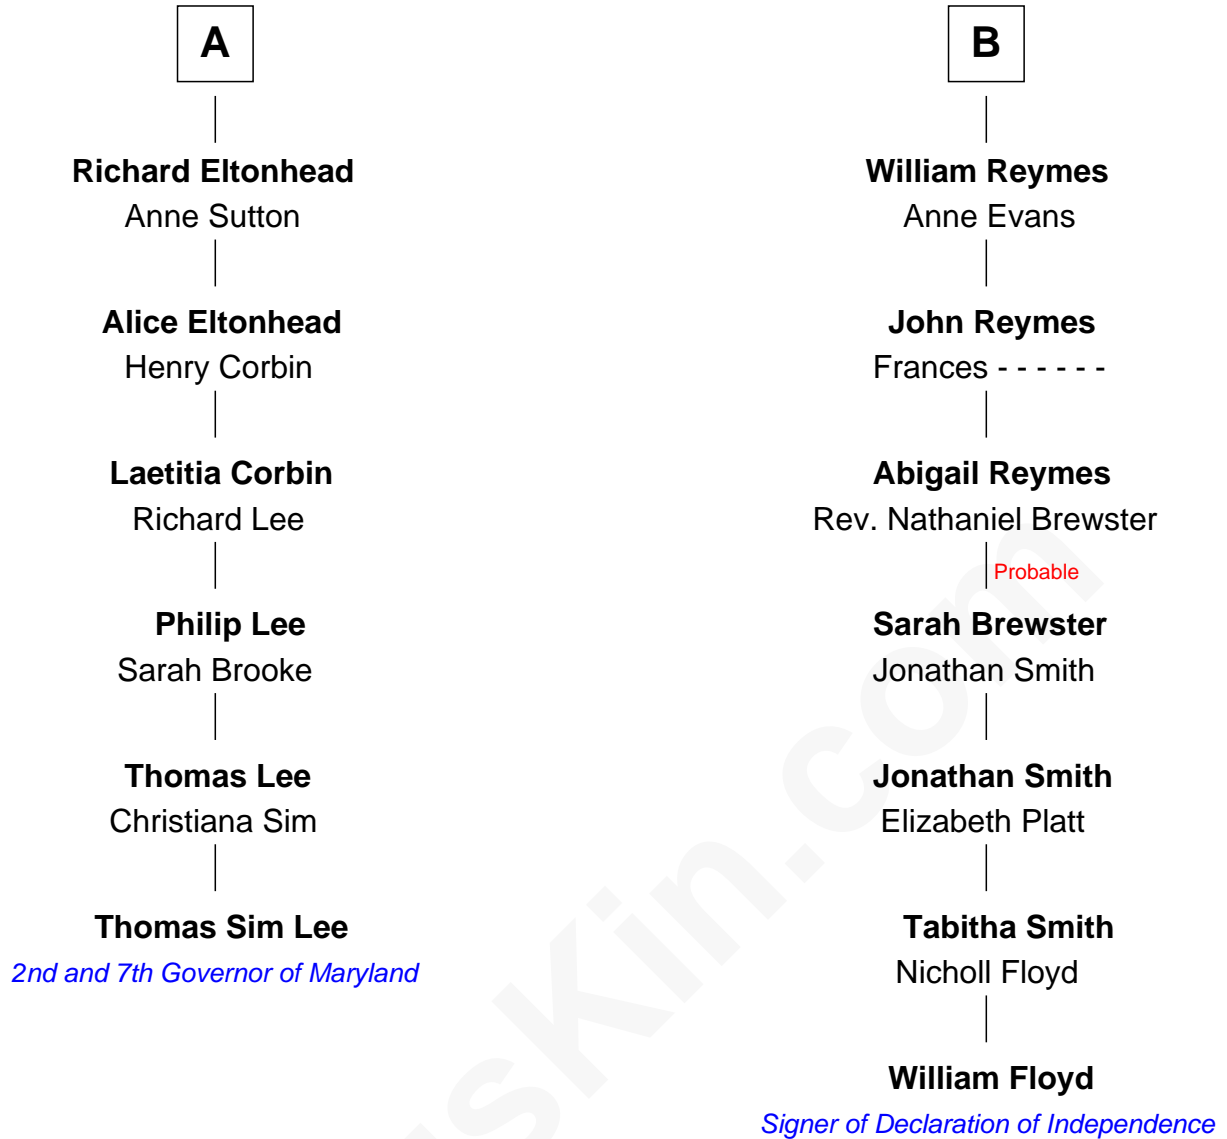 A
Richard Eltonhead
Anne Sutton
Alice Eltonhead
Henry Corbin
Laetitia Corbin
Richard Lee
Philip Lee
Sarah Brooke
Thomas Lee
Christiana Sim
Thomas Sim Lee
2nd and 7th Governor of Maryland
B
William Reymes
Anne Evans
John Reymes
Frances - - - - - -
Abigail Reymes
Rev. Nathaniel Brewster
Probable
Sarah Brewster
Jonathan Smith
Jonathan Smith
Elizabeth Platt
Tabitha Smith
Nicholl Floyd
William Floyd
Signer of Declaration of Independence